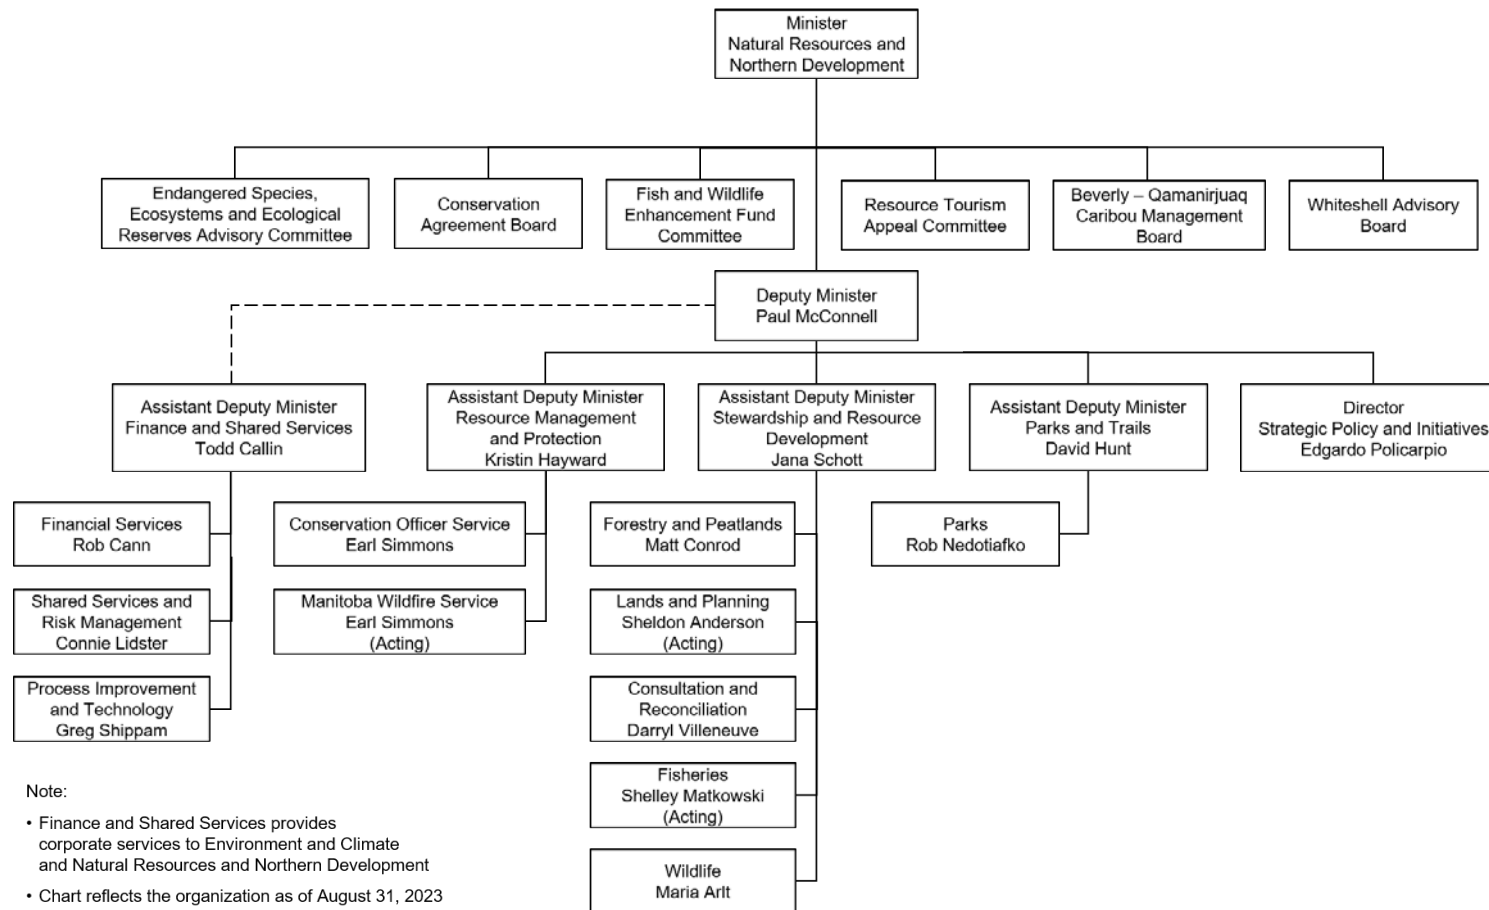 Minister
Natural Resources and
Northern Development
Endangered Species,
Ecosystems and Ecological
Reserves Advisory Committee
Conservation
Agreement Board
Fish and Wildlife
Enhancement Fund
Committee
Resource Tourism
Appeal Committee
Beverly – Qamanirjuaq
Caribou Management
Board
Whiteshell Advisory
Board
Deputy Minister
Paul McConnell
Assistant Deputy Minister
Finance and Shared Services
Todd Callin
Assistant Deputy Minister
Resource Management
and Protection
Kristin Hayward
Assistant Deputy Minister
Stewardship and Resource
Development
Jana Schott
Assistant Deputy Minister
Parks and Trails
David Hunt
Director
Strategic Policy and Initiatives
Edgardo Policarpio
Financial Services
Rob Cann
Shared Services and
Risk Management
Connie Lidster
Process Improvement
and Technology
Greg Shippam
Conservation Officer Service
Earl Simmons
Manitoba Wildfire Service
Earl Simmons
(Acting)
Forestry and Peatlands
Matt Conrod
Lands and Planning
Sheldon Anderson
(Acting)
Consultation and
Reconciliation
Darryl Villeneuve
Fisheries
Shelley Matkowski
(Acting)
Wildlife
Maria Arlt
Parks
Rob Nedotiafko
Note:
• Finance and Shared Services provides
corporate services to Environment and Climate
and Natural Resources and Northern Development
• Chart reflects the organization as of August 31, 2023